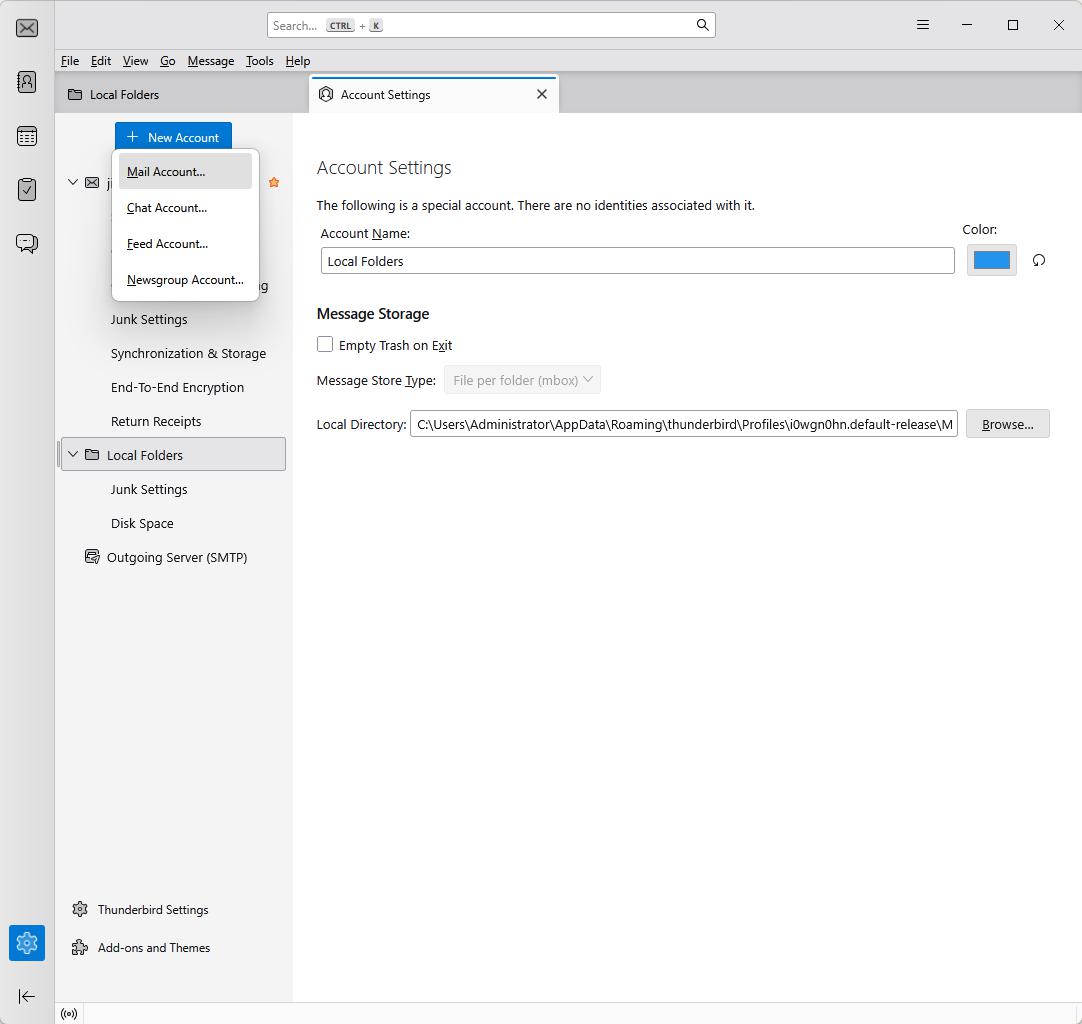 Search... CTRL + K
File Edit View Go Message Tools Help
Local Folders
Account Settings
New Account
Mail Account...
Chat Account...
Feed Account...
Newsgroup Account...
Junk Settings
Synchronization & Storage
End-To-End Encryption
Return Receipts
Local Folders
Junk Settings
Disk Space
Outgoing Server (SMTP)
Thunderbird Settings
Add-ons and Themes
Account Settings
The following is a special account. There are no identities associated with it.
Account Name:
Color:
Local Folders
Message Storage
Empty Trash on Exit
Message Store Type: File per folder (mbox)
Local Directory: C:\Users\Administrator\AppData\Roaming\thunderbird\Profiles\i0wgn0hn.default-release\M
Browse...